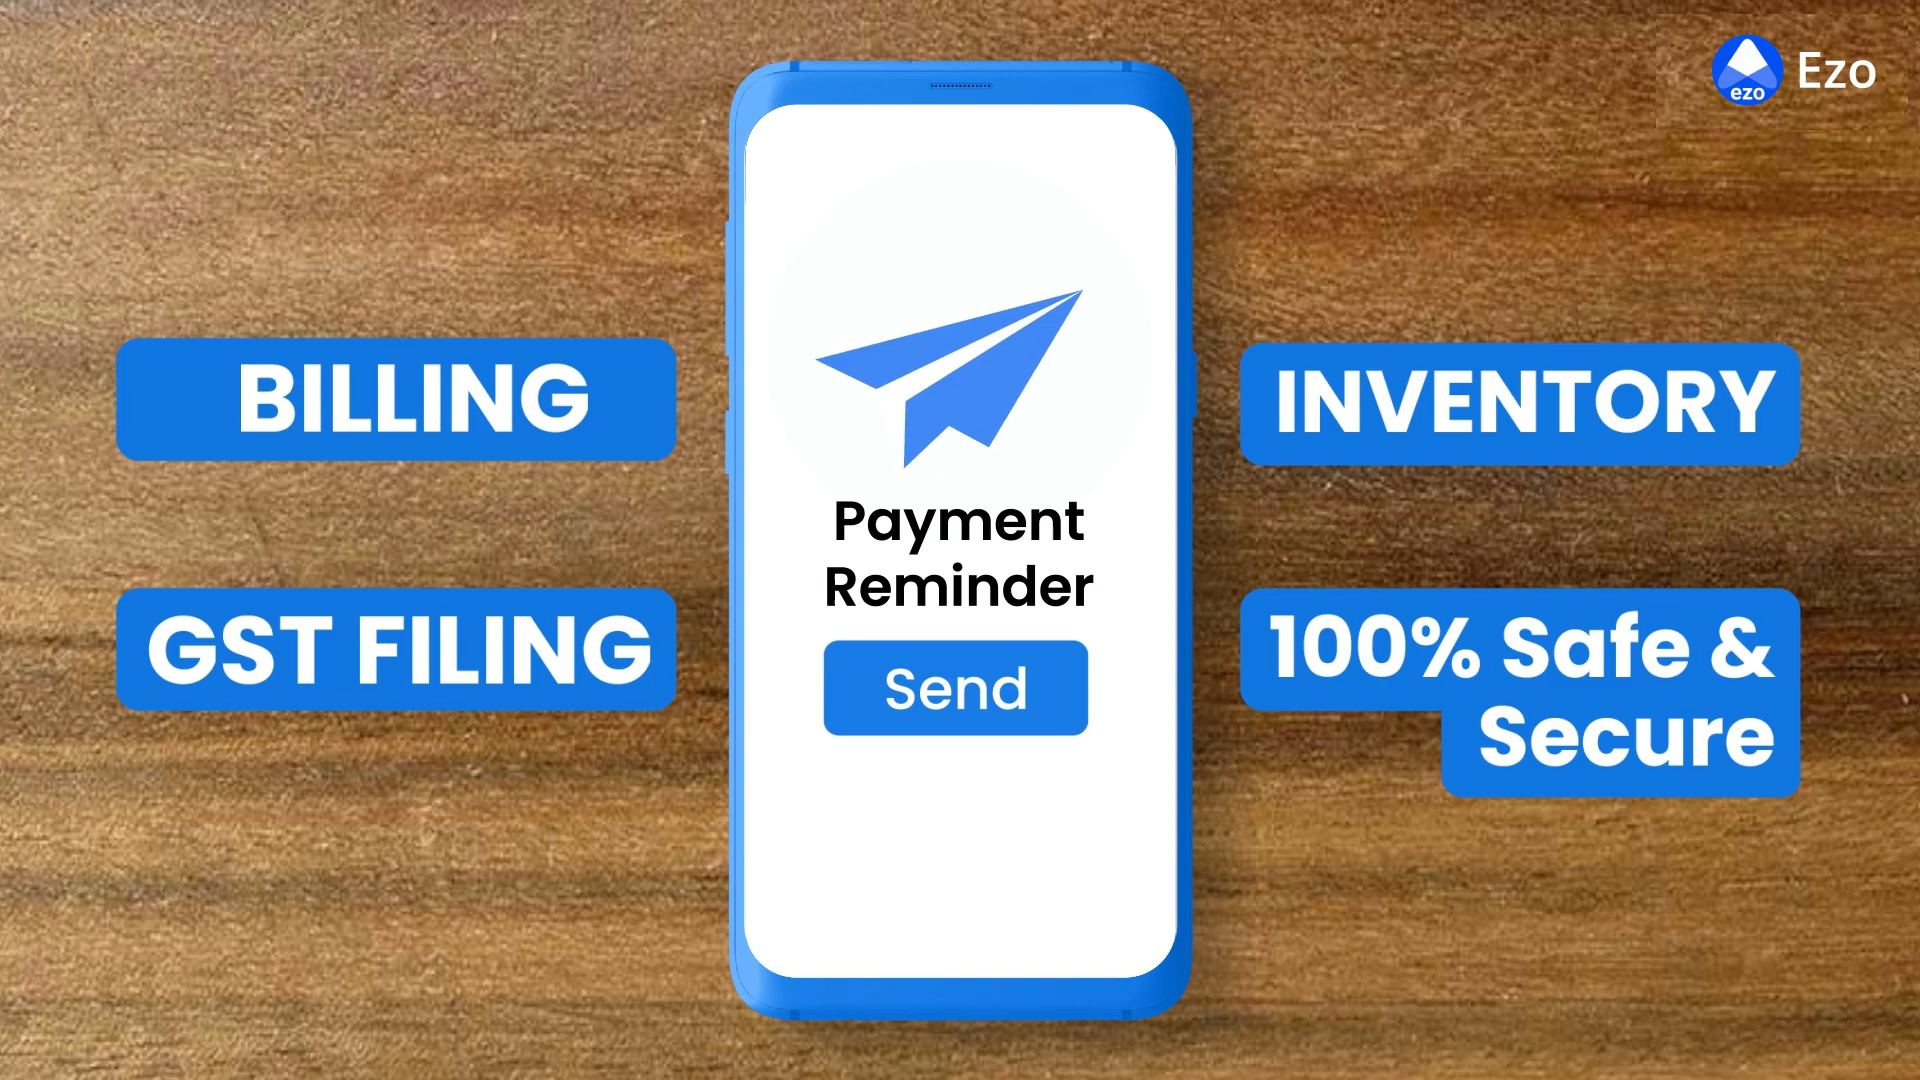 ezo
Ezo
BILLING
GST FILING
Payment
Reminder
Send
INVENTORY
100% Safe &
Secure